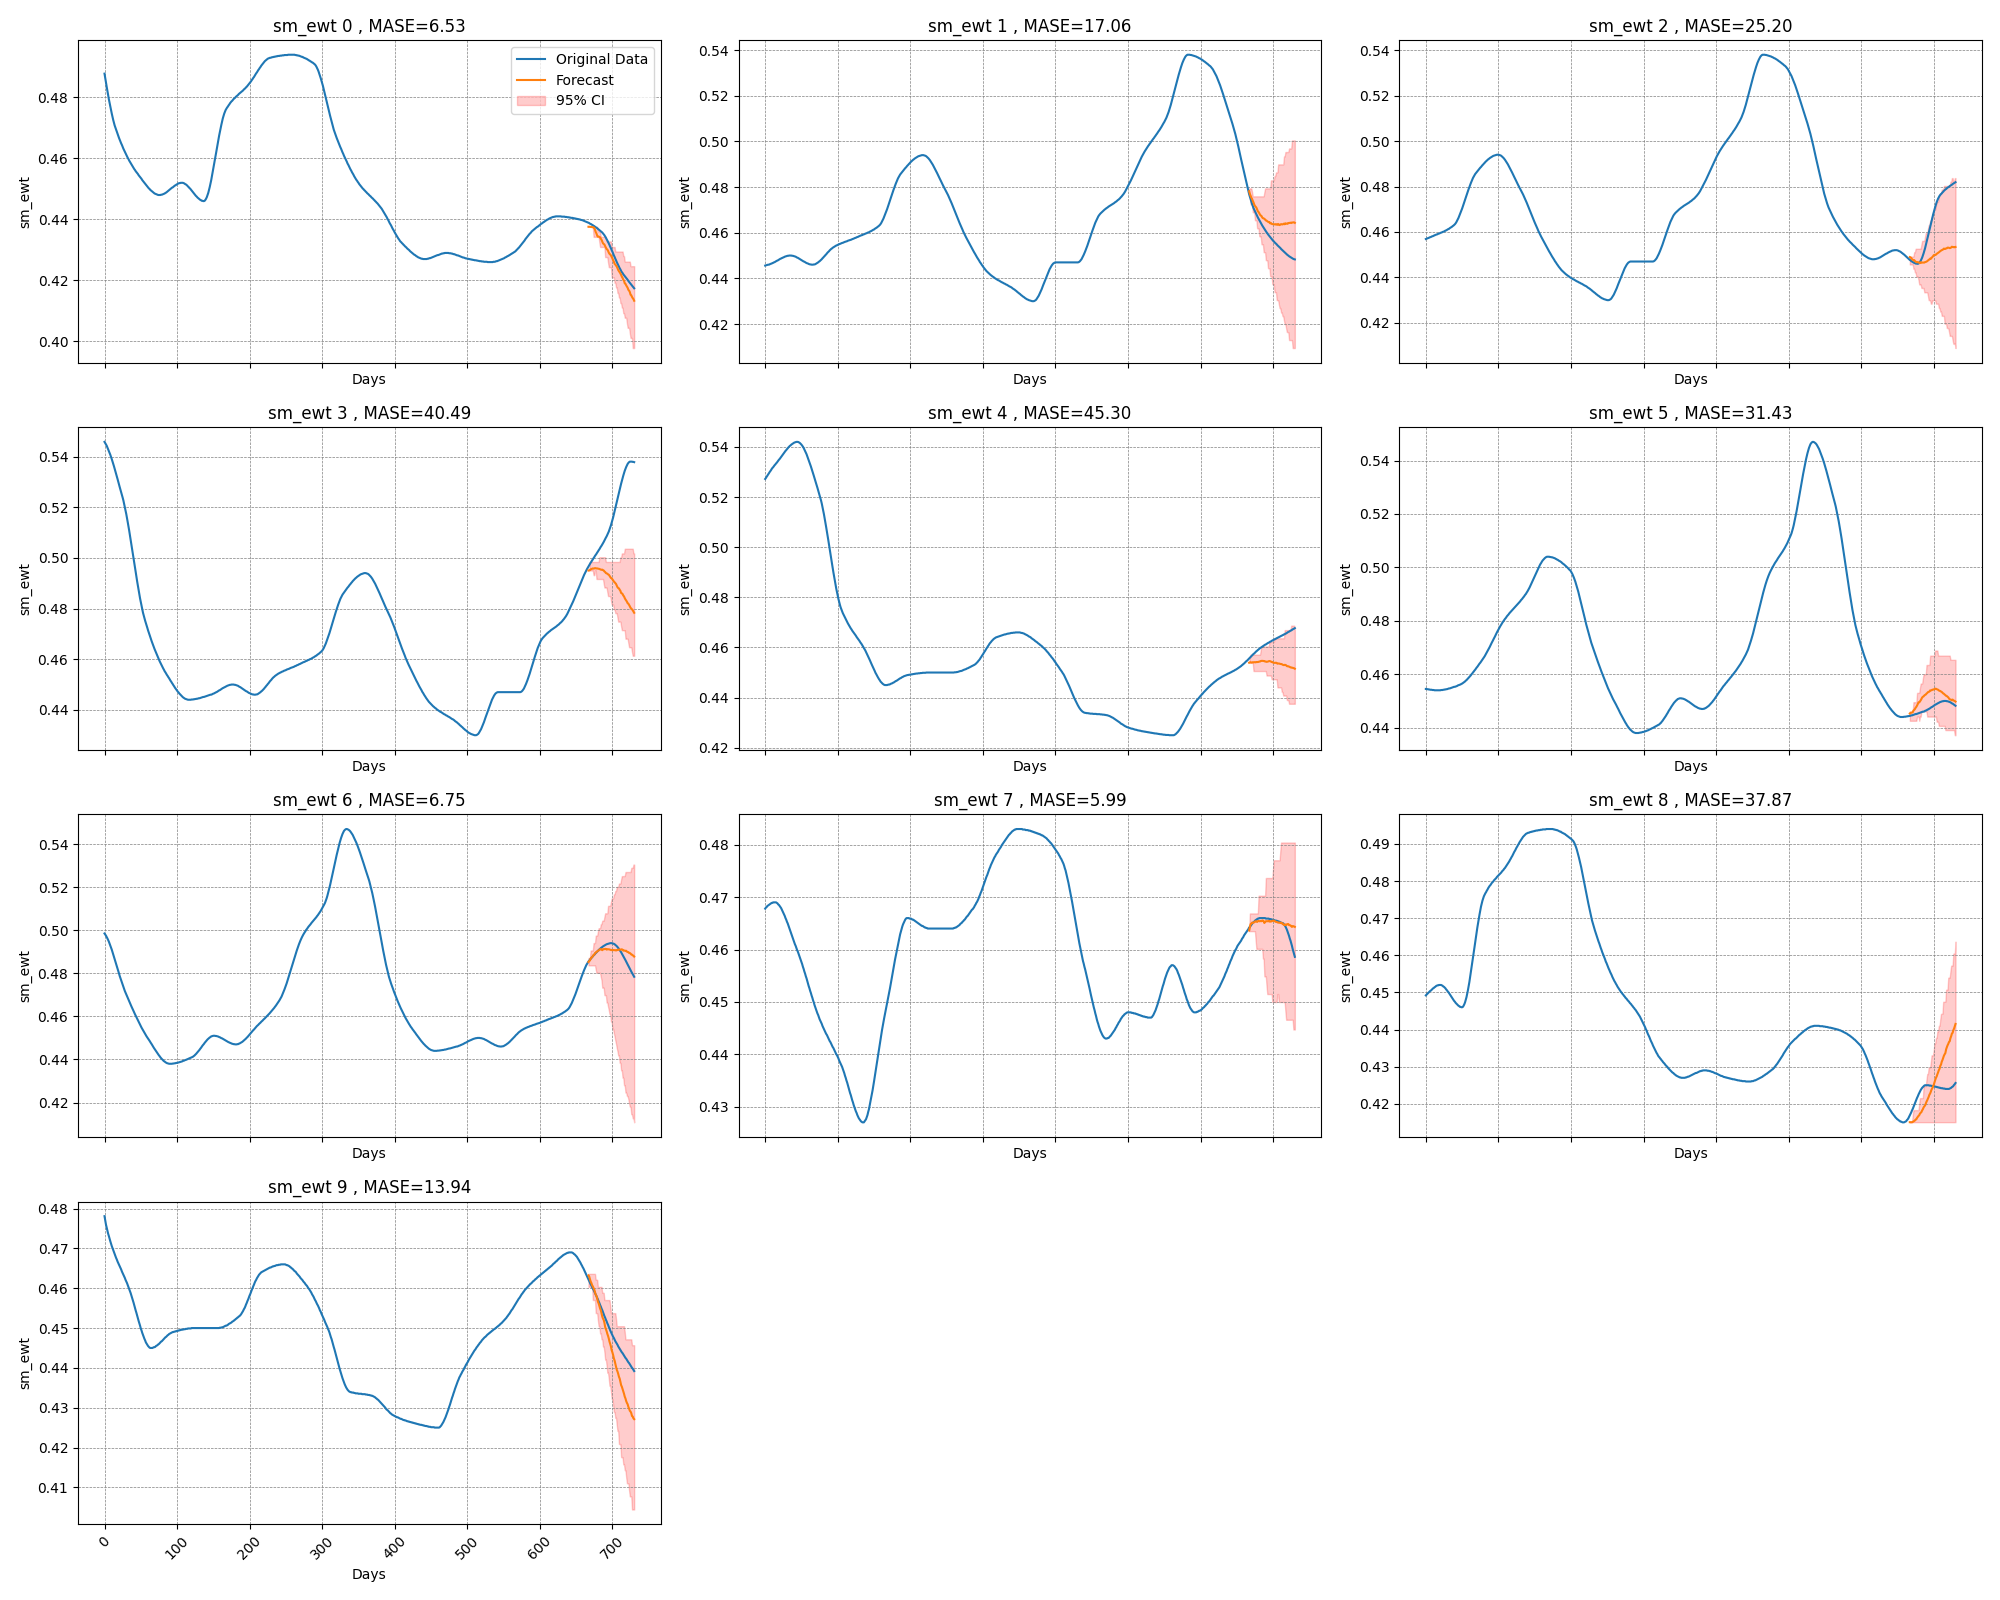 sm_ewt 0 , MASE=6.53
sm_ewt
0.48
0.46
0.44
0.42
0.40
Original Data
Forecast
95% CI
Days
sm_ewt 1 , MASE=17.06
sm_ewt
0.54
0.52
0.50
0.48
0.46
0.44
0.42
Days
sm_ewt 2 , MASE=25.20
sm_ewt
0.54
0.52
0.50
0.48
0.46
0.44
0.42
Days
sm_ewt 3 , MASE=40.49
sm_ewt
0.54
0.52
0.50
0.48
0.46
0.44
Days
sm_ewt 4 , MASE=45.30
sm_ewt
0.54
0.52
0.50
0.48
0.46
0.44
0.42
Days
sm_ewt 5 , MASE=31.43
sm_ewt
0.54
0.52
0.50
0.48
0.46
0.44
Days
sm_ewt 6 , MASE=6.75
sm_ewt
0.54
0.52
0.50
0.48
0.46
0.44
0.42
Days
sm_ewt 7 , MASE=5.99
sm_ewt
0.48
0.47
0.46
0.45
0.44
0.43
Days
sm_ewt 8 , MASE=37.87
sm_ewt
0.49
0.48
0.47
0.46
0.45
0.44
0.43
0.42
Days
sm_ewt 9 , MASE=13.94
sm_ewt
0.48
0.47
0.46
0.45
0.44
0.43
0.42
0.41
0 100 200 300 400 500 600 700
Days